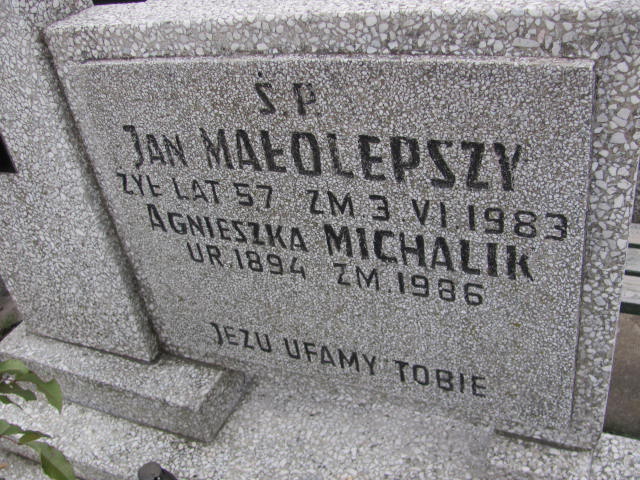 Ś.P.
JAN MAŁOLEPSZY
ŻYŁ LAT 57 ZM.3.VI.1983
AGNIESZKA MICHALIK
UR.1894 ZM.1986
JEZU UFAMY TOBIE